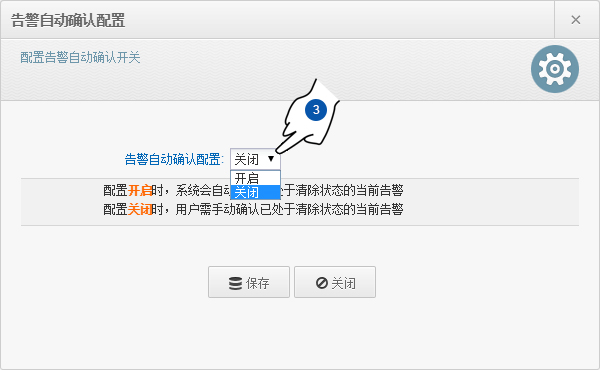 告警自动确认配置
配置告警自动确认开关
3
告警自动确认配置: 关闭
开启
关闭
配置开启时，系统会自动 处于清除状态的当前告警
配置关闭时，用户需手动确认已处于清除状态的当前告警
保存 关闭